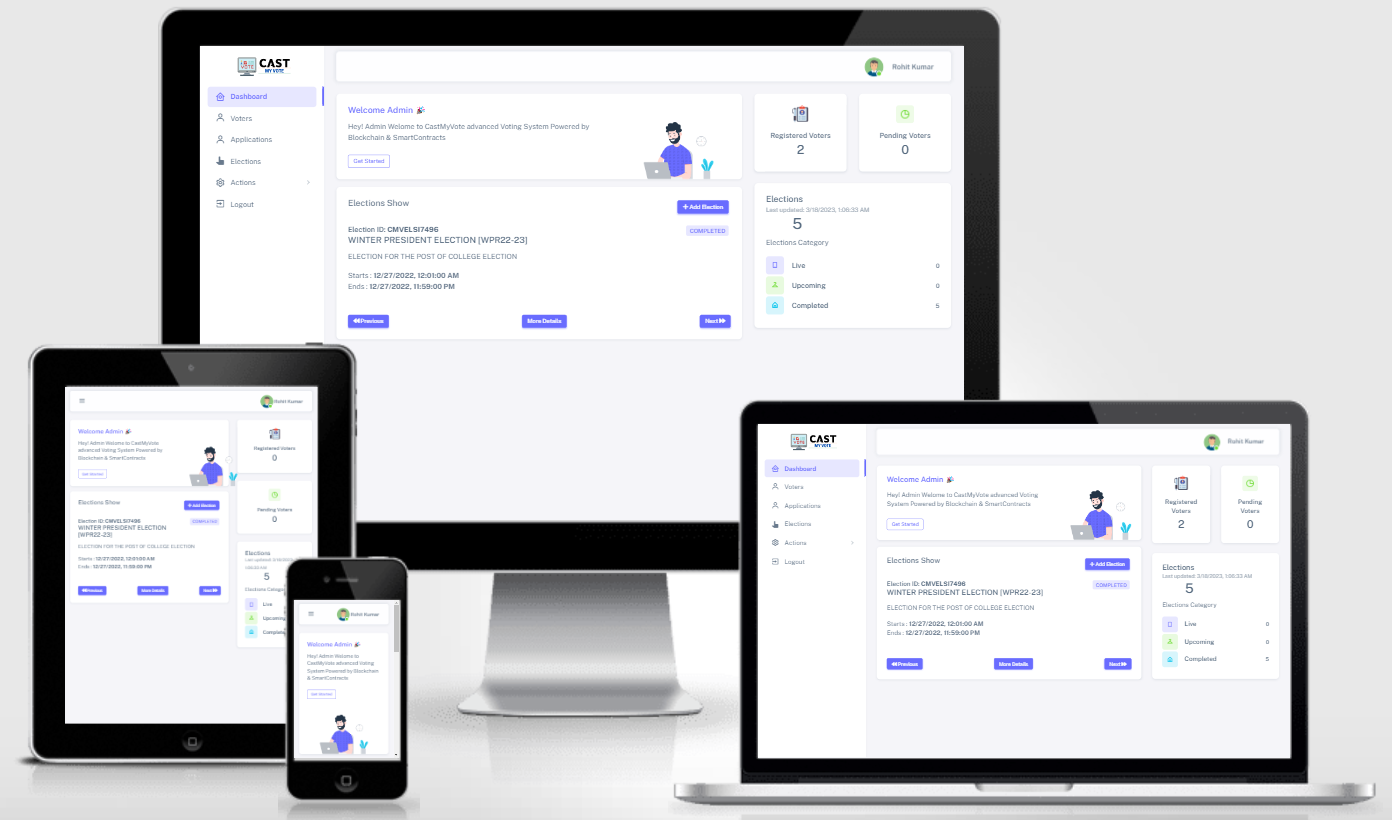 CAST
MY VOTE
Rohit Kumar
Dashboard
Voters
Applications
Elections
Actions
Logout
Welcome Admin
Hey! Admin Welome to CastMyVote advanced Voting System Powered by
Blockchain & SmartContracts
Get Started
Registered Voters
2
Pending Voters
0
Elections Show
+ Add Election
Election ID: CMVELSI7496
COMPLETED
WINTER PRESIDENT ELECTION [WPR22-23]
ELECTION FOR THE POST OF COLLEGE ELECTION
Starts : 12/27/2022, 12:01:00 AM
Ends : 12/27/2022, 11:59:00 PM
Previous
More Details
Next
Elections
Last updated: 3/18/2023, 1:06:33 AM
5
Elections Category
Live 0
Upcoming 0
Completed 5
Rohit Kumar
Welcome Admin
Hey! Admin Welome to CastMyVote
advanced Voting System Powered by
Blockchain & SmartContracts
Get Started
Registered Voters
0
Pending Voters
0
Elections Show
+ Add Election
Election ID: CMVELSI7496
COMPLETED
WINTER PRESIDENT ELECTION
[WPR22-23]
ELECTION FOR THE POST OF COLLEGE ELECTION
Starts : 12/27/2022, 12:01:00 AM
Ends : 12/27/2022, 11:59:00 PM
Previous
More Details
Next
Elections
5
Live
Upcoming
Rohit Kumar
Welcome Admin
Hey! Admin Welome to
CastMyVote advanced Voting
System Powered by Blockchain
& SmartContracts
Get Started
CAST
MY VOTE
Rohit Kumar
Dashboard
Voters
Applications
Elections
Actions
Logout
Welcome Admin
Hey! Admin Welome to CastMyVote advanced Voting
System Powered by Blockchain & SmartContracts
Get Started
Registered
Voters
2
Pending
Voters
0
Elections Show
+ Add Election
Election ID: CMVELSI7496
COMPLETED
WINTER PRESIDENT ELECTION [WPR22-23]
ELECTION FOR THE POST OF COLLEGE ELECTION
Starts : 12/27/2022, 12:01:00 AM
Ends : 12/27/2022, 11:59:00 PM
Previous
More Details
Next
Elections
Last updated: 3/18/2023, 1:06:33 AM
5
Elections Category
Live 0
Upcoming 0
Completed 5